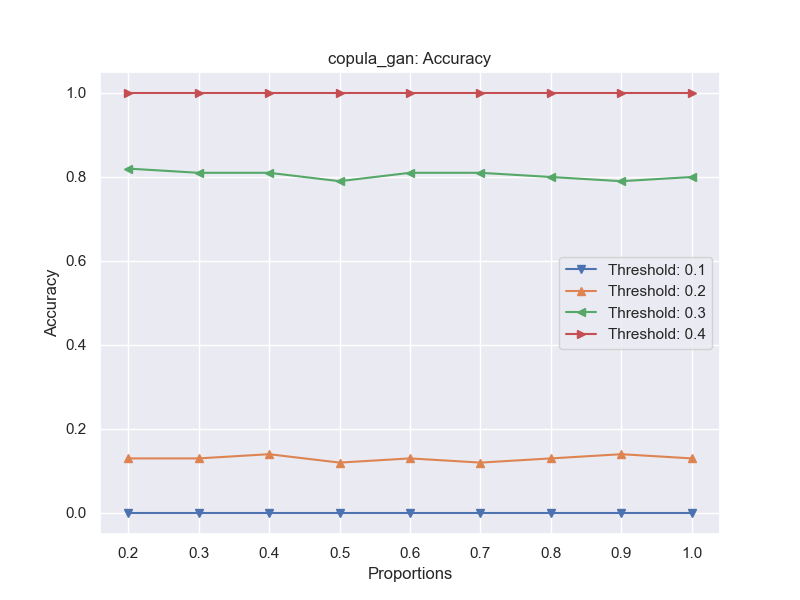 copula_gan: Accuracy
1.0
0.8
0.6
0.4
0.2
0.0
Accuracy
Threshold: 0.1
Threshold: 0.2
Threshold: 0.3
Threshold: 0.4
0.2 0.3 0.4 0.5 0.6 0.7 0.8 0.9 1.0
Proportions